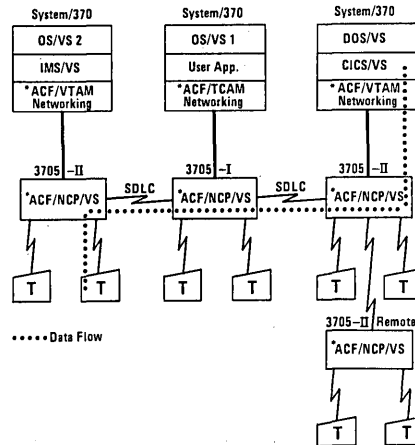 System/370
System/370
System/370
OS/VS 2
OS/VS 1
DOS/VS
IMS/VS
User App.
CICS/VS
*ACF/VTAM
Networking
*ACF/TCAM
Networking
*ACF/VTAM
Networking
3705 -II
3705 -I
3705 -II
SDLC
SDLC
*ACF/NCP/VS
*ACF/NCP/VS
*ACF/NCP/VS
T
T
T
T
T
T
•••••Data Flow
3705-II Remote
*ACF/NCP/VS
T
T